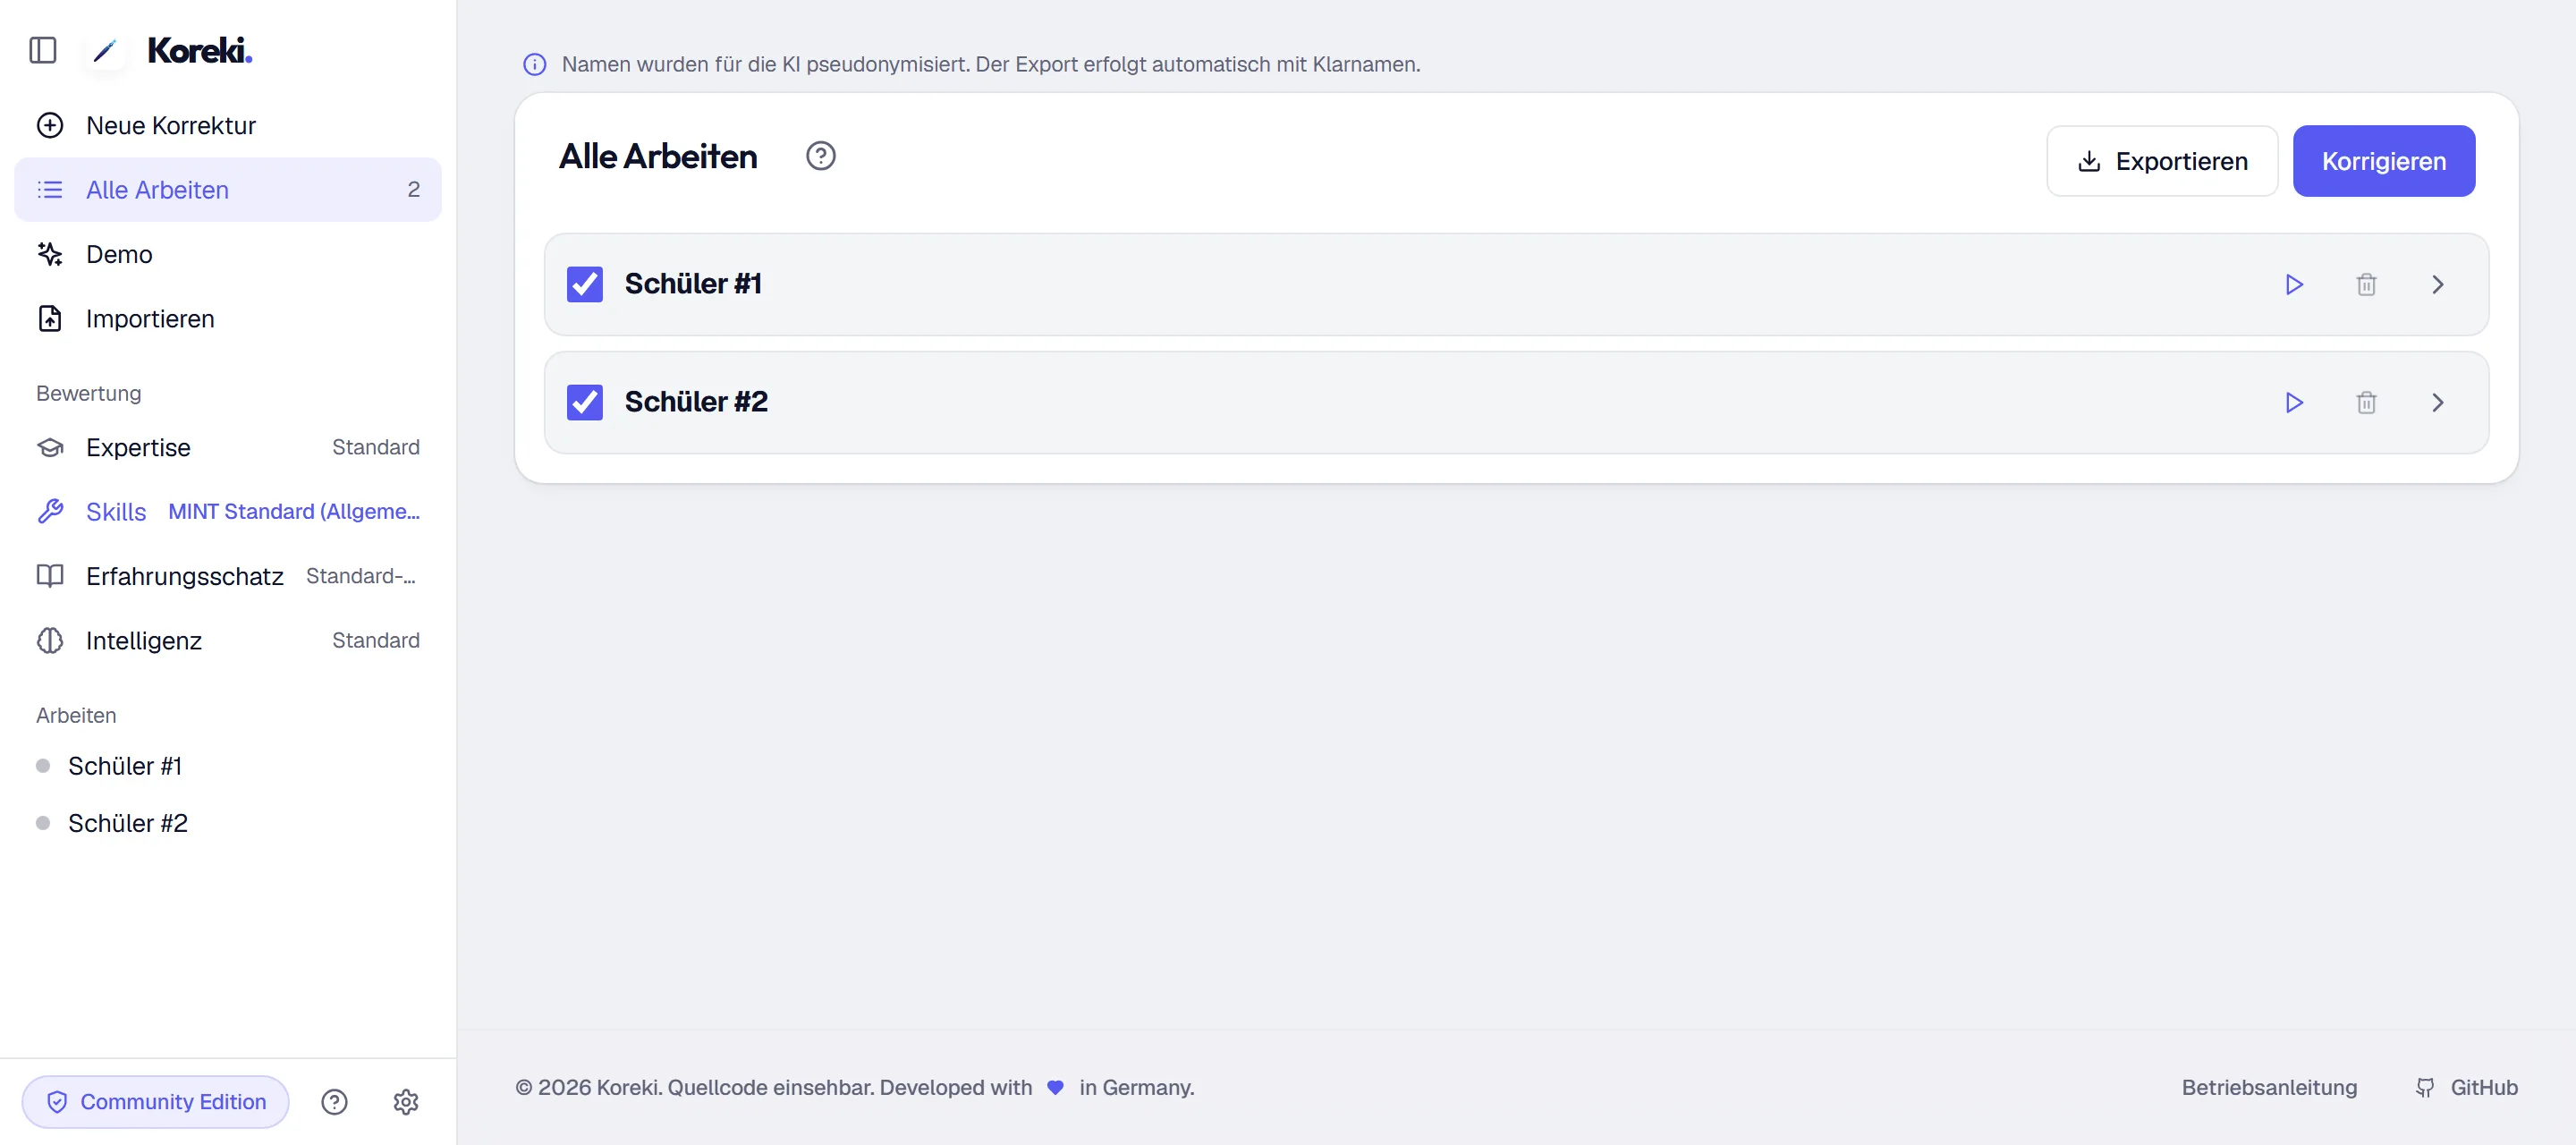 Koreki.
Neue Korrektur
Alle Arbeiten 2
Demo
Importieren
Bewertung
Expertise Standard
Skills MINT Standard (Allgeme...
Erfahrungsschatz Standard-...
Intelligenz Standard
Arbeiten
Schüler #1
Schüler #2
Community Edition
Namen wurden für die KI pseudonymisiert. Der Export erfolgt automatisch mit Klarnamen.
Alle Arbeiten
Exportieren
Korrigieren
Schüler #1
Schüler #2
© 2026 Koreki. Quellcode einsehbar. Developed with in Germany.
Betriebsanleitung
GitHub